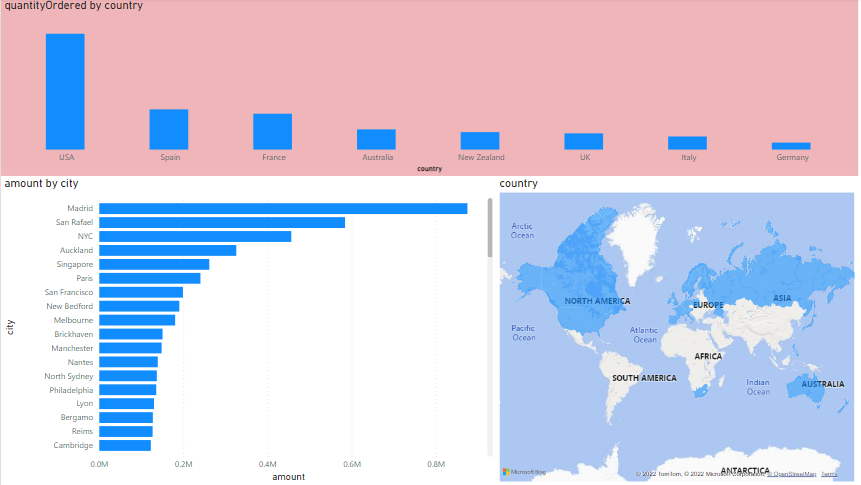 quantityOrdered by country
USA
Spain
France
Australia
New Zealand
UK
Italy
Germany
country
amount by city
Madrid
San Rafael
NYC
Auckland
Singapore
Paris
San Francisco
New Bedford
Melbourne
Brickhaven
Manchester
Nantes
North Sydney
Philadelphia
Lyon
Bergamo
Reims
Cambridge
city
0.0M 0.2M 0.4M 0.6M 0.8M
amount
country
Arctic
Ocean
NORTH AMERICA
EUROPE
ASIA
Pacific
Ocean
Atlantic
Ocean
AFRICA
SOUTH AMERICA
Indian
Ocean
AUSTRALIA
ANTARCTICA
Microsoft Bing
© 2022 TomTom, © 2022 Microsoft Corporation, © OpenStreetMap Terms